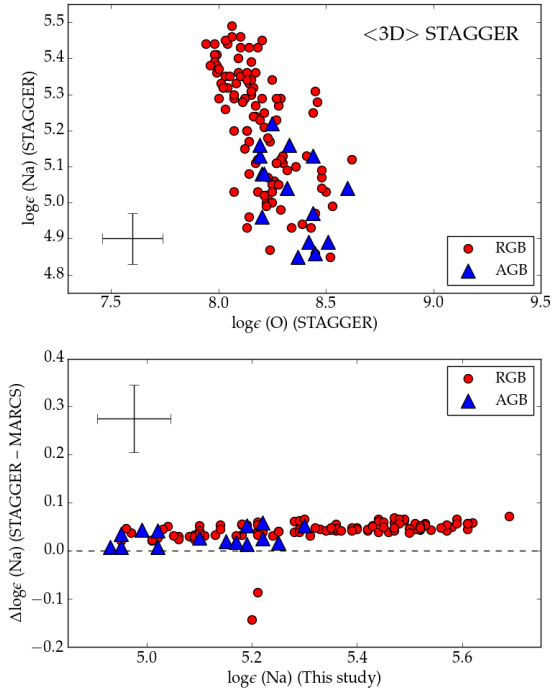 <3D> STAGGER
logϵ (Na) (STAGGER)
5.5
5.4
5.3
5.2
5.1
5.0
4.9
4.8
RGB
AGB
7.5 8.0 8.5 9.0 9.5
logϵ (O) (STAGGER)
Δlogϵ (Na) (STAGGER − MARCS)
0.4
0.3
0.2
0.1
0.0
−0.1
−0.2
RGB
AGB
5.0 5.2 5.4 5.6
logϵ (Na) (This study)